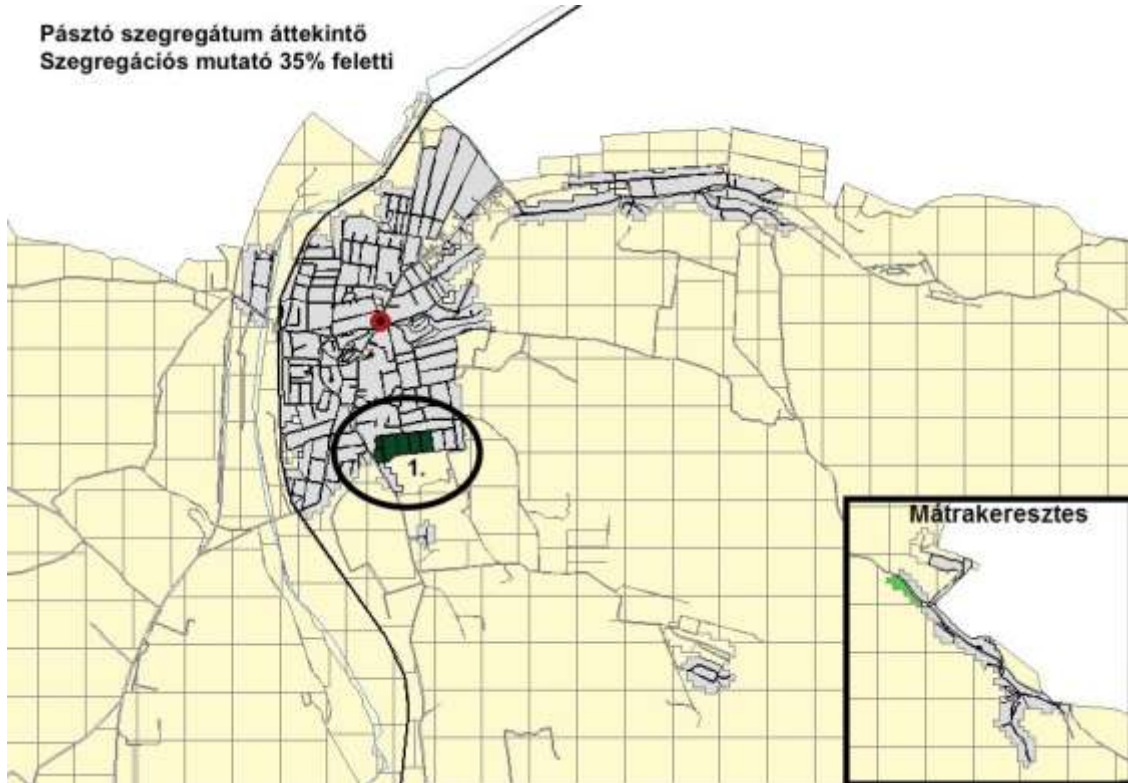 Pásztó szegregátum áttekintő
Szegregációs mutató 35% feletti
1.
Mátrakeresztes